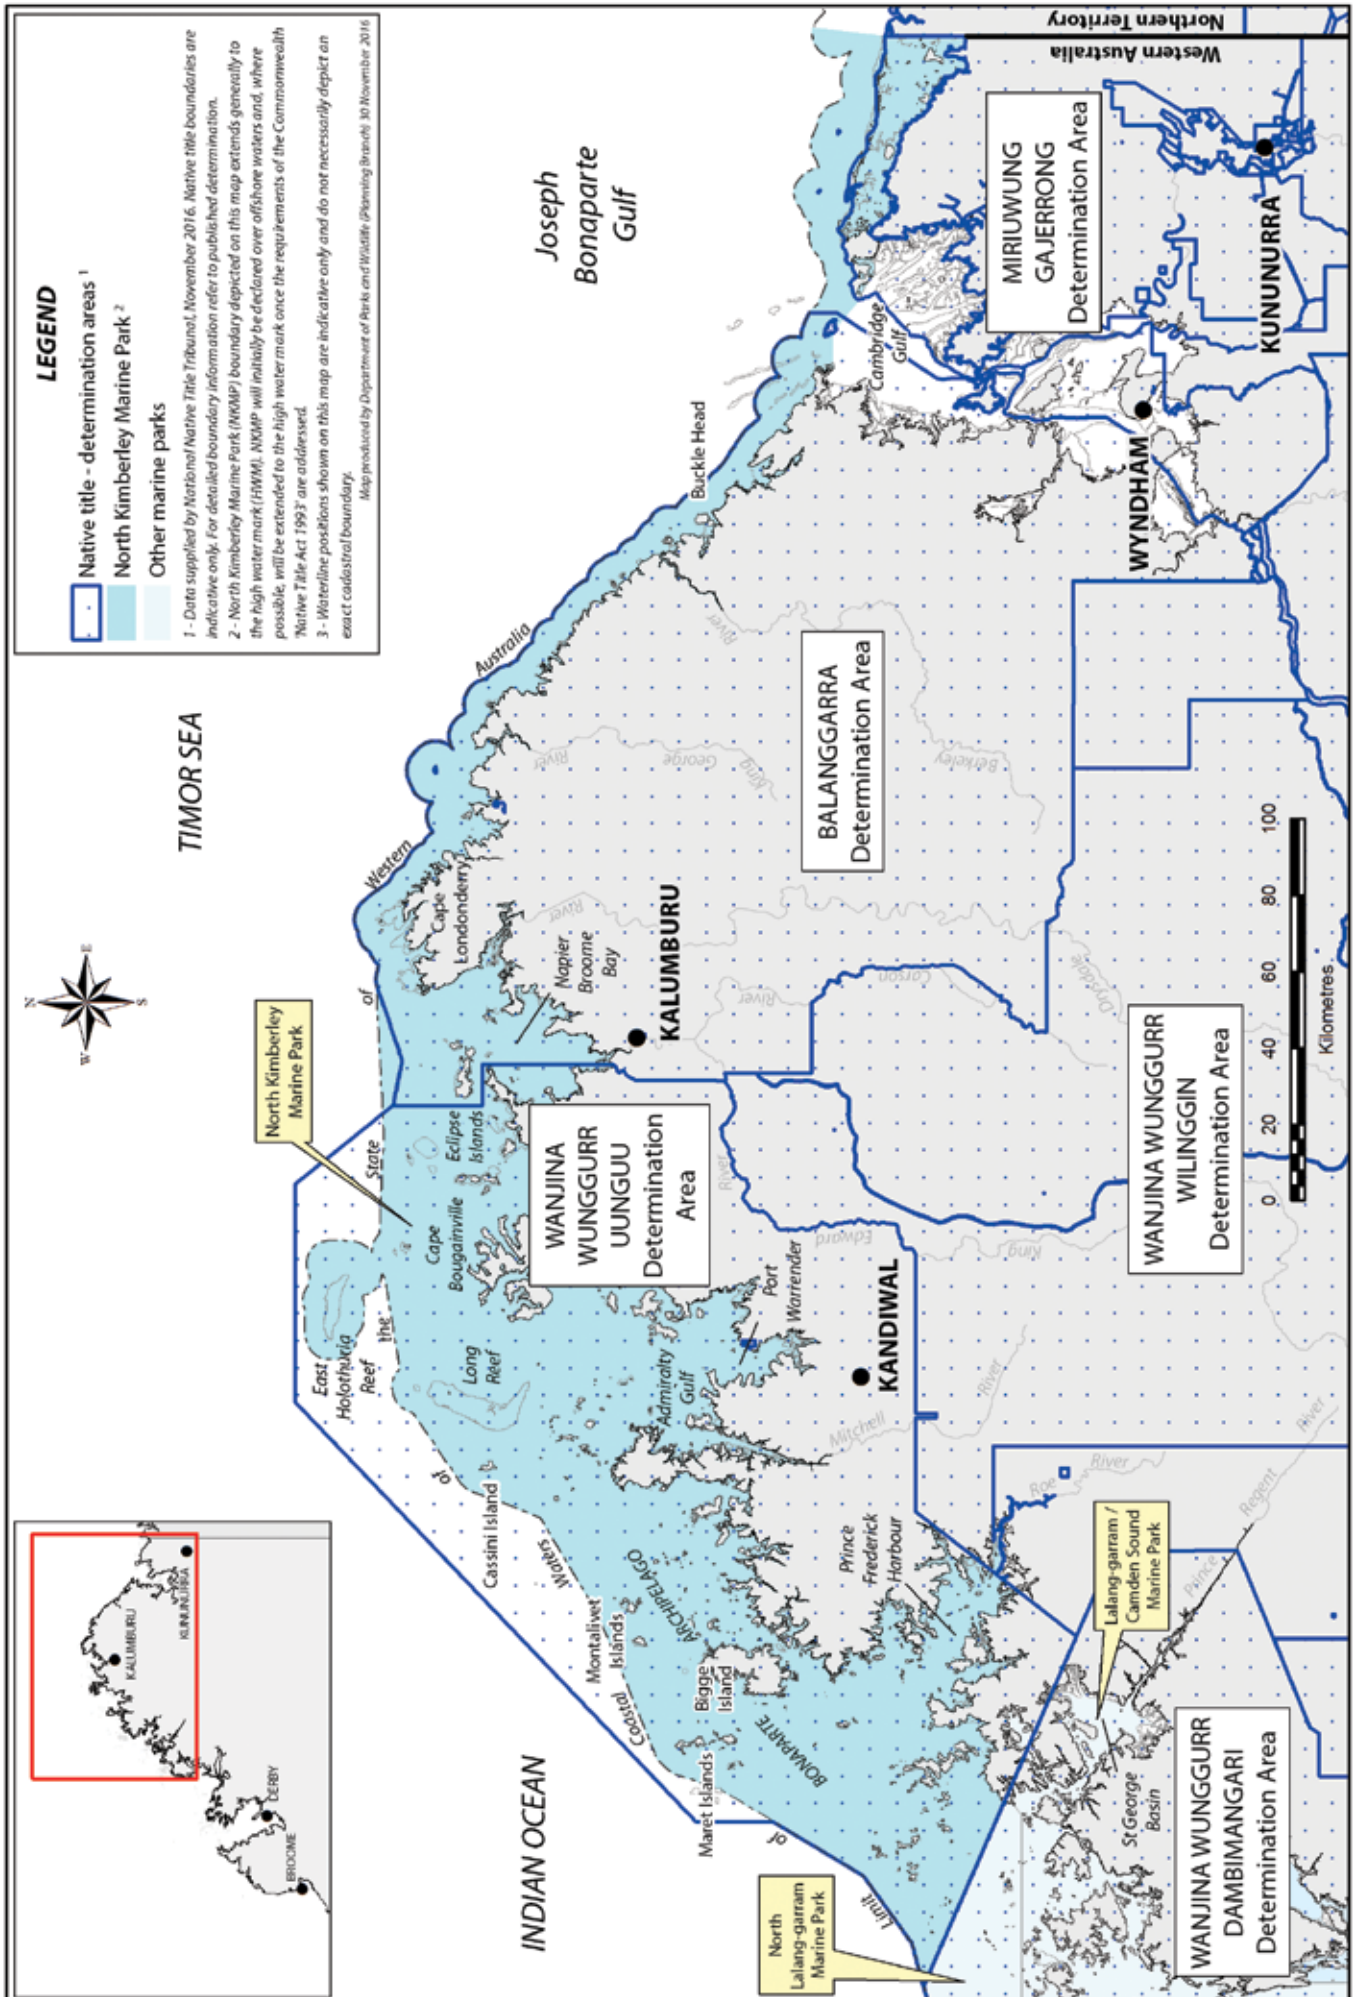 LEGEND
Native title - determination areas ¹
North Kimberley Marine Park ²
Other marine parks
1 - Data supplied by National Native Title Tribunal, November 2016. Native title boundaries are
indicative only. For detailed boundary information refer to published determination.
2 - North Kimberley Marine Park (NKMP) boundary depicted on this map extends generally to
the high water mark (HWM). NKMP will initially be declared over offshore waters and, where
possible, will be extended to the high water mark once the requirements of the Commonwealth
'Native Title Act 1993' are addressed.
3 - Waterline positions shown on this map are indicative only and do not necessarily depict an
exact cadastral boundary.
Map produced by Department of Parks and Wildlife (Planning Branch) 30 November 2016
KALUMBURU
KUNUNURRA
DERBY
BROOME
N
E
S
W
TIMOR SEA
INDIAN OCEAN
Joseph
Bonaparte
Gulf
North Kimberley
Marine Park
North
Lalang-garram
Marine Park
Lalang-garram /
Camden Sound
Marine Park
Limit
of
Coastal
Waters
of
the
State
of
Western
Australia
East
Holothuria
Reef
Long
Reef
Cassini Island
Montalivet
Islands
Maret Islands
Bigge
Island
BONAPARTE
ARCHIPELAGO
Cape
Bougainville
Eclipse
Islands
Admiralty
Gulf
Port
Warrender
Prince
Frederick
Harbour
St George
Basin
Cape
Londonderry
Napier
Broome
Bay
Buckle Head
Cambridge
Gulf
KALUMBURU
KANDIWAL
WYNDHAM
KUNUNURRA
WANJINA
WUNGGURR
UUNGUU
Determination
Area
BALANGGARRA
Determination Area
MIRIUWUNG
GAJERRONG
Determination Area
WANJINA WUNGGURR
WILINGGIN
Determination Area
WANJINA WUNGGURR
DAMBIMANGARI
Determination Area
Mitchell
River
King
Edward
River
Carson
River
Drysdale
River
King
George
River
Berkeley
River
Roe
River
Prince
Regent
River
Western Australia
Northern Territory
0
20
40
60
80
100
Kilometres